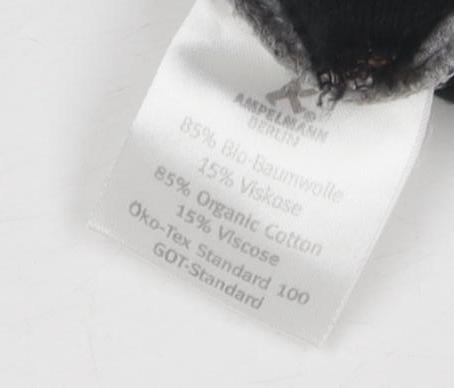 AMPELMANN®
BERLIN
85% Bio-Baumwolle
15% Viskose
85% Organic Cotton
15% Viscose
Öko-Tex Standard 100
GOT-Standard